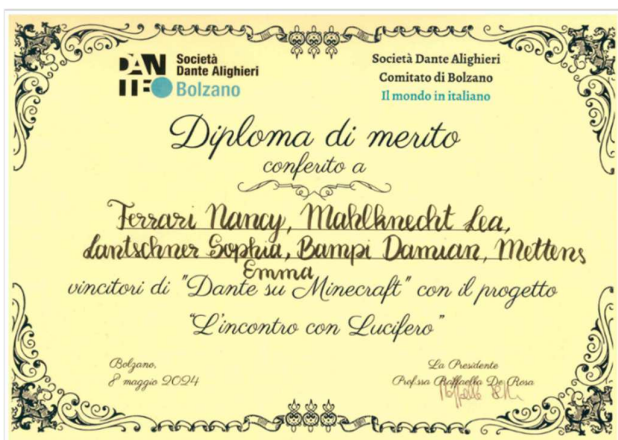 DAN
TE
Società
Dante Alighieri
Bolzano
Società Dante Alighieri
Comitato di Bolzano
Il mondo in italiano
Diploma di merito
conferito a
Ferrari Nancy, Mahlknecht Lea,
Lantschner Sophia, Bampi Damian, Mettens
Emma
vincitori di "Dante su Minecraft" con il progetto
"L'incontro con Lucifero"
Bolzano,
8 maggio 2024
La Presidente
Prof.ssa Raffaella De Rosa